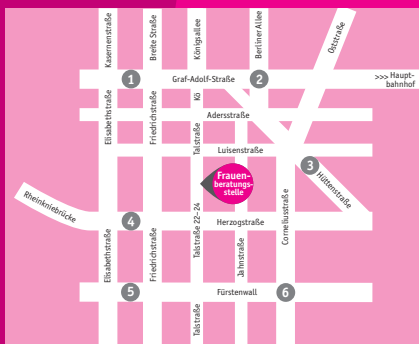 Kasernenstraße
Breite Straße
Königsallee
Berliner Allee
Oststraße
1
Graf-Adolf-Straße
2
>>> Haupt-
bahnhof
Kö
Adersstraße
Elisabethstraße
Friedrichstraße
Talstraße
Luisenstraße
3
Hüttenstraße
Frauen-
beratungs-
stelle
Rheinkniebrücke
4
Talstraße 22–24
Herzogstraße
Corneliusstraße
Elisabethstraße
Friedrichstraße
Jahnstraße
5
Fürstenwall
6
Talstraße